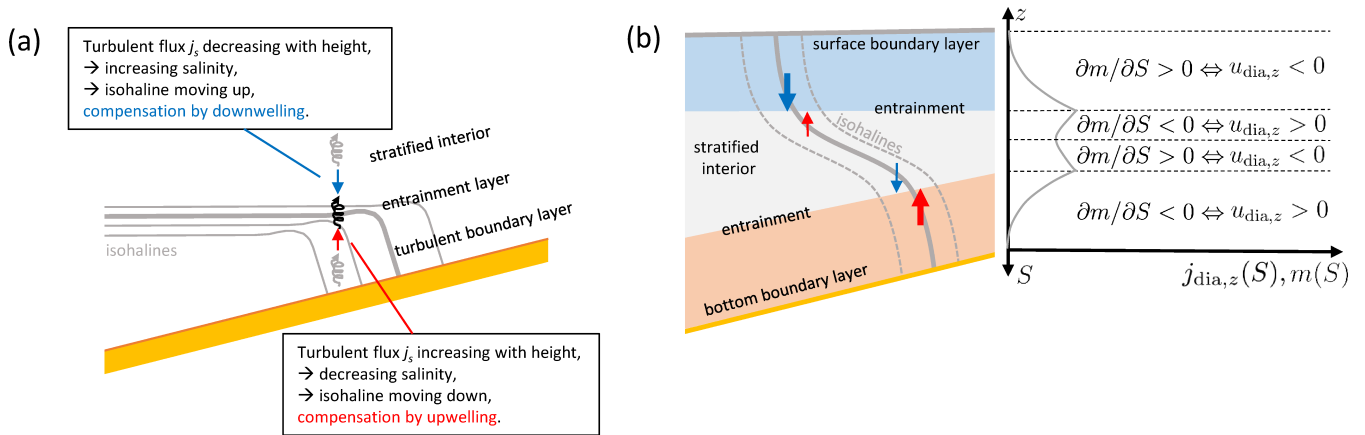 (a)
Turbulent flux js decreasing with height,
→ increasing salinity,
→ isohaline moving up,
compensation by downwelling.
stratified interior
entrainment layer
turbulent boundary layer
isohalines
Turbulent flux js increasing with height,
→ decreasing salinity,
→ isohaline moving down,
compensation by upwelling.
(b)
surface boundary layer
entrainment
isohalines
stratified
interior
entrainment
bottom boundary layer
z
∂m/∂S > 0 ⇔ u_dia,z < 0
∂m/∂S < 0 ⇔ u_dia,z > 0
∂m/∂S > 0 ⇔ u_dia,z < 0
∂m/∂S < 0 ⇔ u_dia,z > 0
S
j_dia,z(S), m(S)